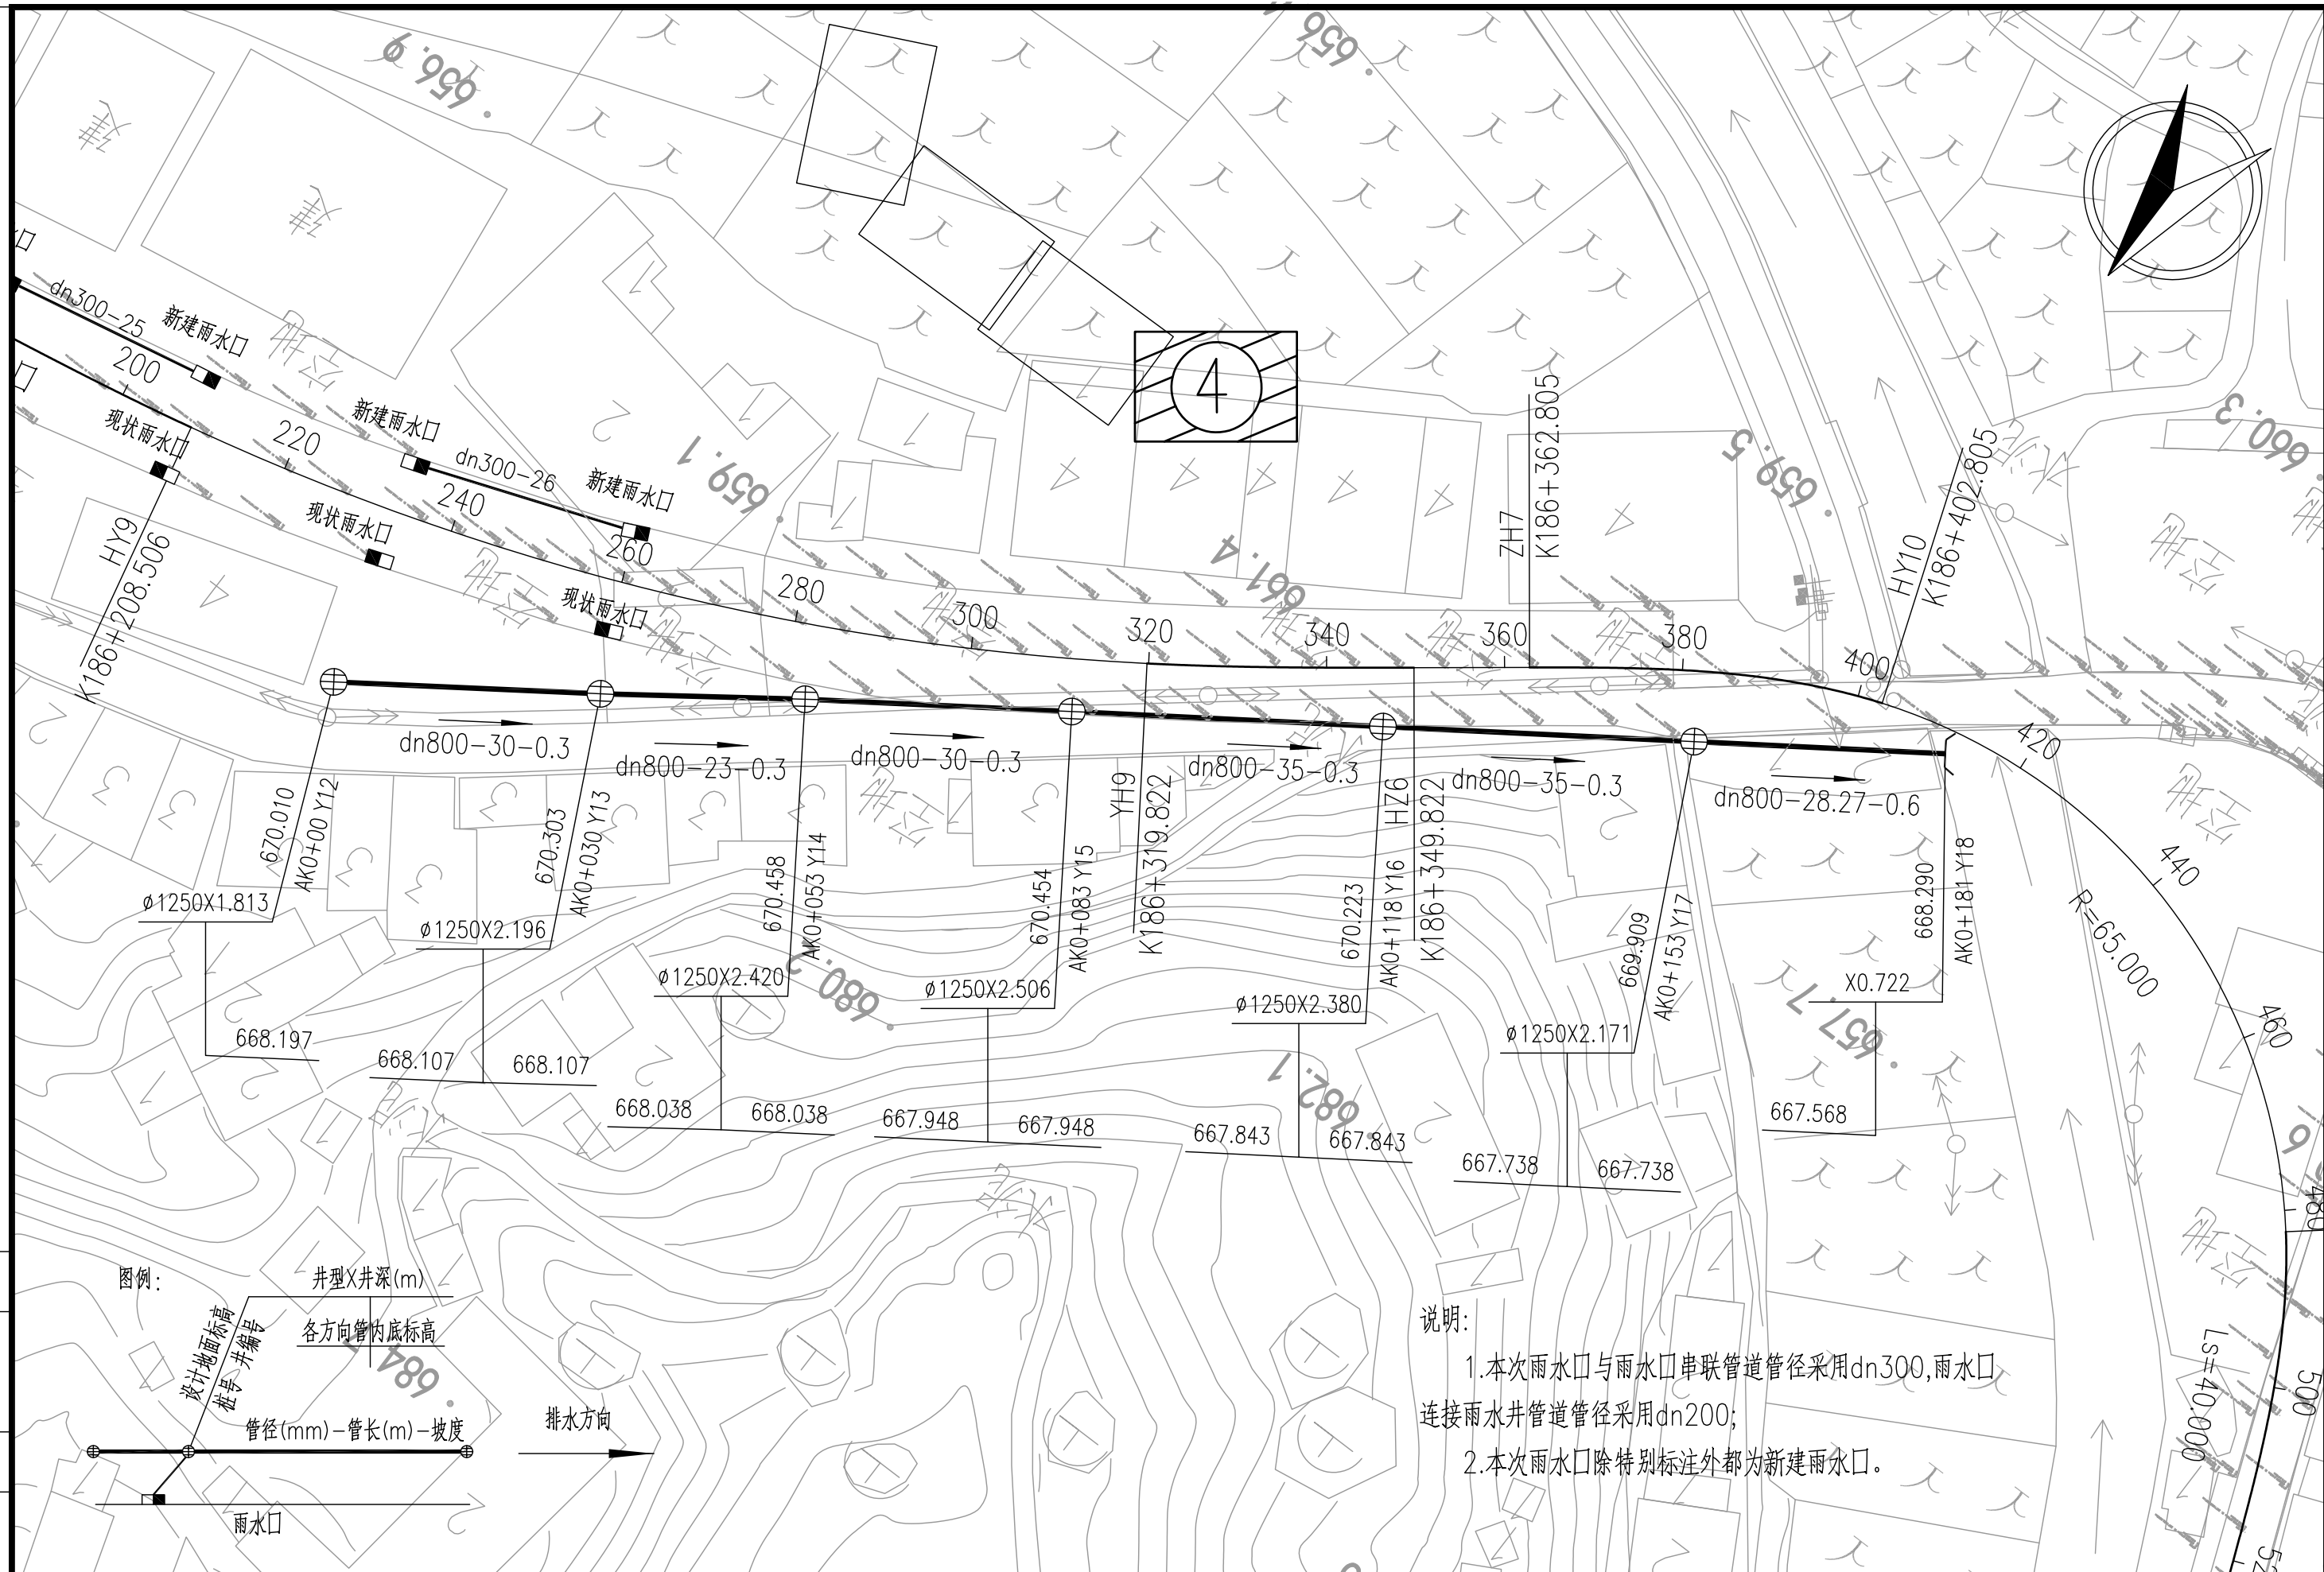 656.9
656.
dn300-25
新建雨水口
200
现状雨水口
220
新建雨水口
dn300-26
新建雨水口
240
现状雨水口
260
现状雨水口
280
300
320
340
360
380
400
420
440
460
480
500
659.1
661.4
659.5
660.3
4
HY9
K186+208.506
ZH7
K186+362.805
HY10
K186+402.805
YH9
K186+319.822
HZ6
K186+349.822
R=65.000
Ls=40.000
dn800-30-0.3
dn800-23-0.3
dn800-30-0.3
dn800-35-0.3
dn800-35-0.3
dn800-28.27-0.6
670.010
AK0+00 Y12
ø1250X1.813
668.197
670.303
AK0+030 Y13
ø1250X2.196
668.107
668.107
670.458
AK0+053 Y14
ø1250X2.420
668.038
668.038
670.454
AK0+083 Y15
ø1250X2.506
667.948
667.948
670.223
AK0+118 Y16
ø1250X2.380
667.843
667.843
669.909
AK0+153 Y17
ø1250X2.171
667.738
667.738
668.290
AK0+181 Y18
X0.722
667.568
680.2
682.1
657.7
图例:
井型X井深(m)
各方向管内底标高
设计地面标高
桩号 井编号
管径(mm)-管长(m)-坡度
雨水口
排水方向
说明:
1.本次雨水口与雨水口串联管道管径采用dn300,雨水口
连接雨水井管道管径采用dn200;
2.本次雨水口除特别标注外都为新建雨水口。